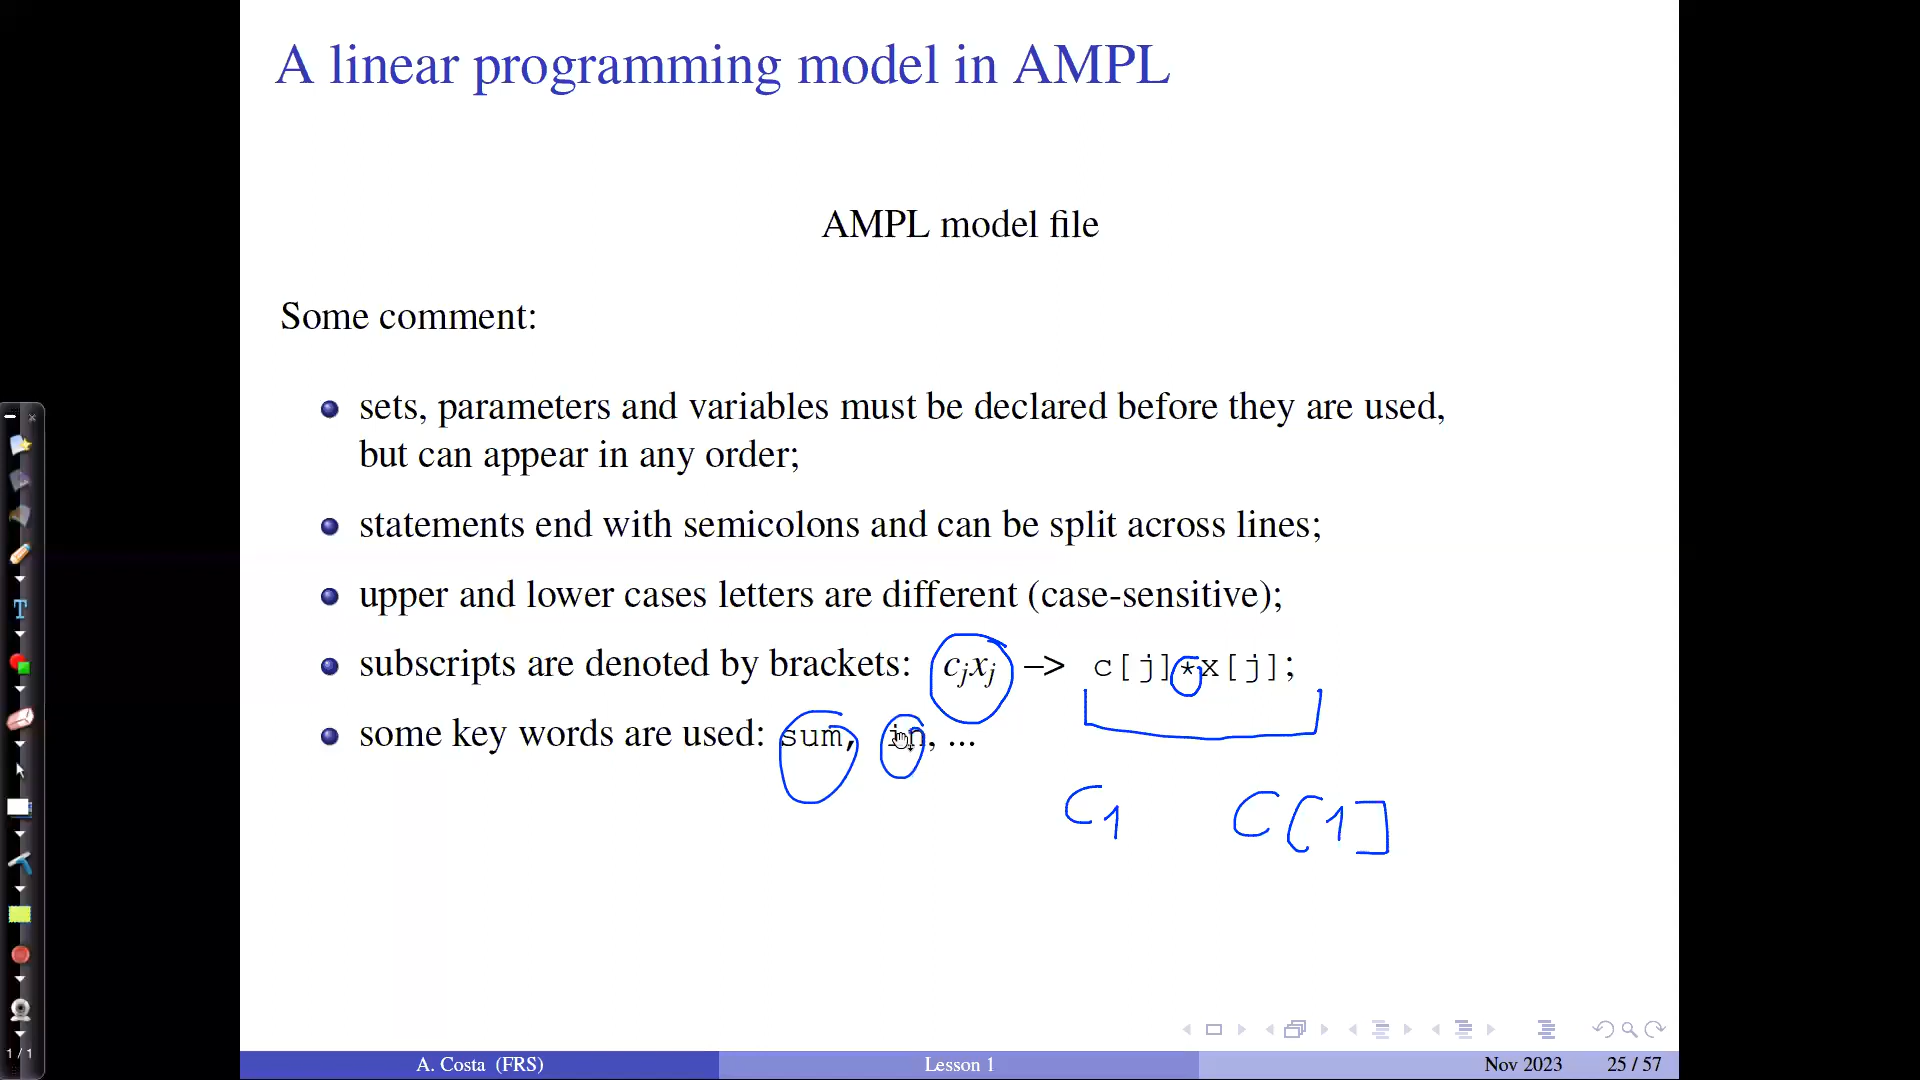 A linear programming model in AMPL
AMPL model file
Some comment:
sets, parameters and variables must be declared before they are used,
but can appear in any order;
statements end with semicolons and can be split across lines;
upper and lower cases letters are different (case-sensitive);
subscripts are denoted by brackets: cⱼxⱼ –> c[j]*x[j];
some key words are used: sum, in, ...
C₁ C[1]
1 / 1
A. Costa (FRS) Lesson 1 Nov 2023 25 / 57